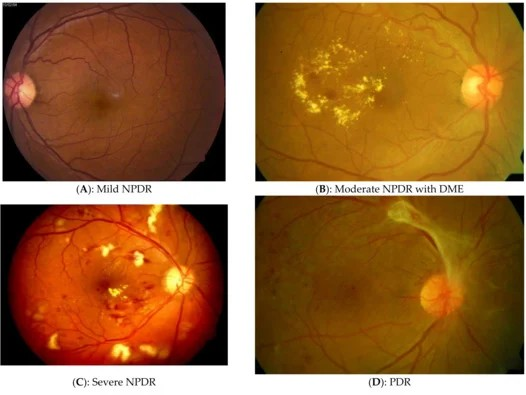 (A): Mild NPDR
(B): Moderate NPDR with DME
(C): Severe NPDR
(D): PDR